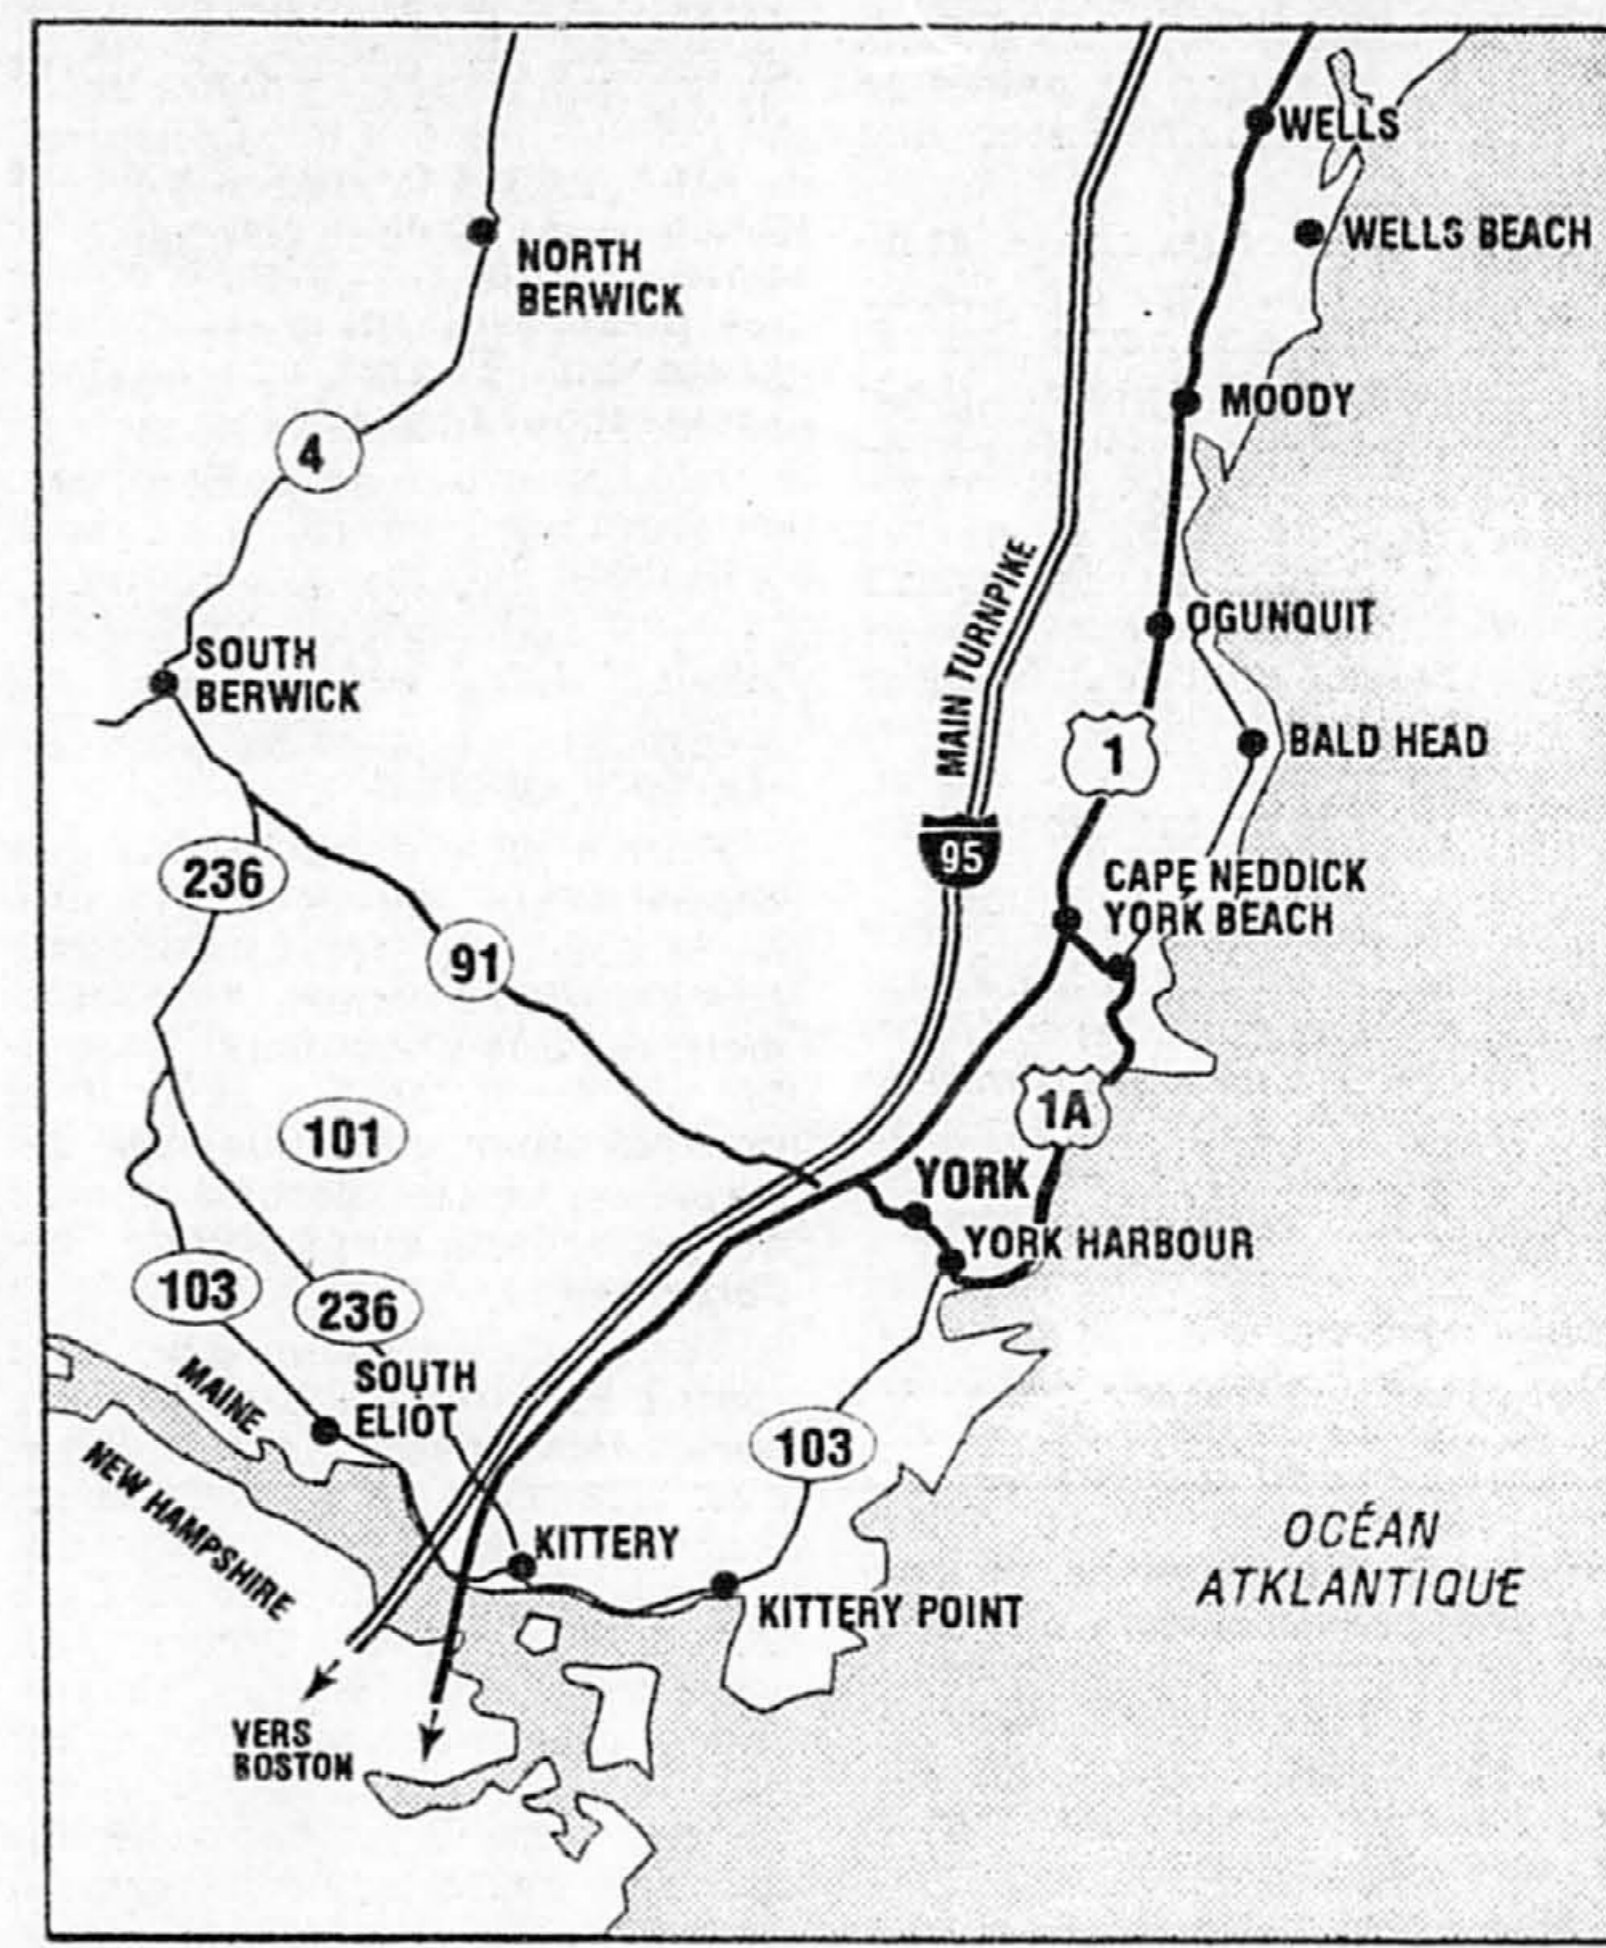 WELLS
WELLS BEACH
NORTH
BERWICK
MOODY
4
MAIN TURNPIKE
OGUNQUIT
SOUTH
BERWICK
1
BALD HEAD
95
236
CAPE NEDDICK
YORK BEACH
91
101
1A
YORK
YORK HARBOUR
103
236
MAINE
SOUTH
ELIOT
103
NEW HAMPSHIRE
KITTERY
OCÉAN
ATKLANTIQUE
KITTERY POINT
VERS
BOSTON